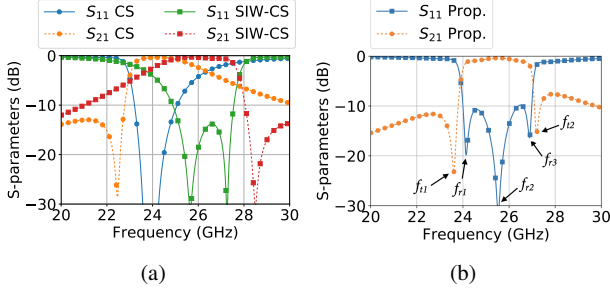 S11 CS
S11 SIW-CS
S21 CS
S21 SIW-CS
0
−10
−20
−30
S-parameters (dB)
20 22 24 26 28 30
Frequency (GHz)
(a)
S11 Prop.
S21 Prop.
0
−10
−20
−30
S-parameters (dB)
ft1
fr1
fr2
fr3
ft2
20 22 24 26 28 30
Frequency (GHz)
(b)